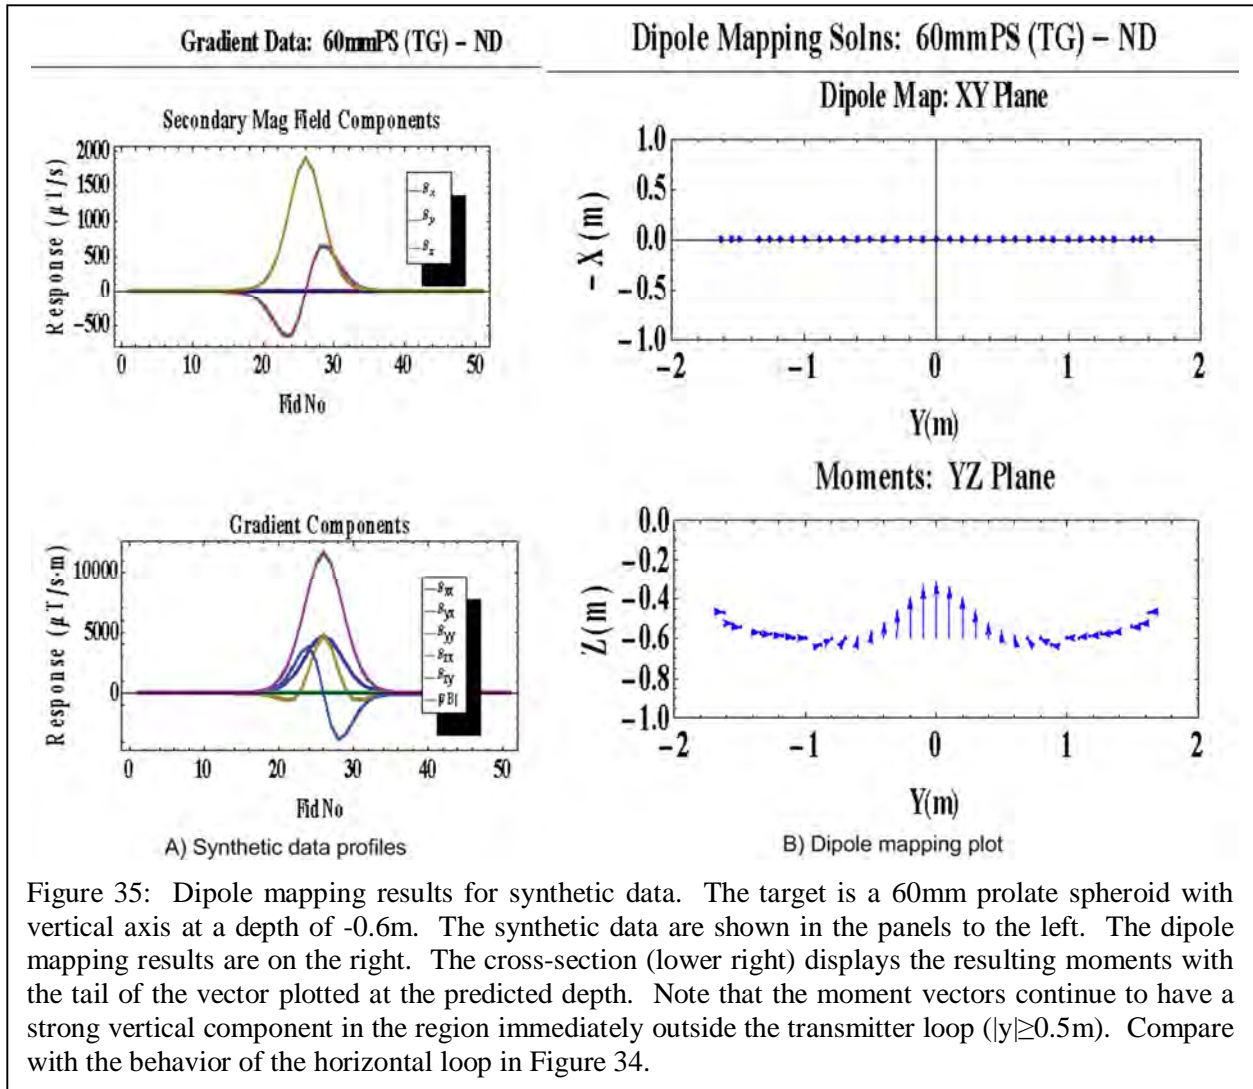 Gradient Data: 60mmPS (TG) – ND
Secondary Mag Field Components
Response (µT/s)
2000
1500
1000
500
0
−500
0 10 20 30 40 50
Fid No
Gradient Components
Response (µT/s·m)
10000
5000
0
0 10 20 30 40 50
Fid No
A) Synthetic data profiles
Dipole Mapping Solns: 60mmPS (TG) – ND
Dipole Map: XY Plane
− X (m)
1.0
0.5
0.0
−0.5
−1.0
−2 −1 0 1 2
Y(m)
Moments: YZ Plane
Z(m)
0.0
−0.2
−0.4
−0.6
−0.8
−1.0
−2 −1 0 1 2
Y(m)
B) Dipole mapping plot
Figure 35: Dipole mapping results for synthetic data. The target is a 60mm prolate spheroid with
vertical axis at a depth of -0.6m. The synthetic data are shown in the panels to the left. The dipole
mapping results are on the right. The cross-section (lower right) displays the resulting moments with
the tail of the vector plotted at the predicted depth. Note that the moment vectors continue to have a
strong vertical component in the region immediately outside the transmitter loop (|y|≥0.5m). Compare
with the behavior of the horizontal loop in Figure 34.